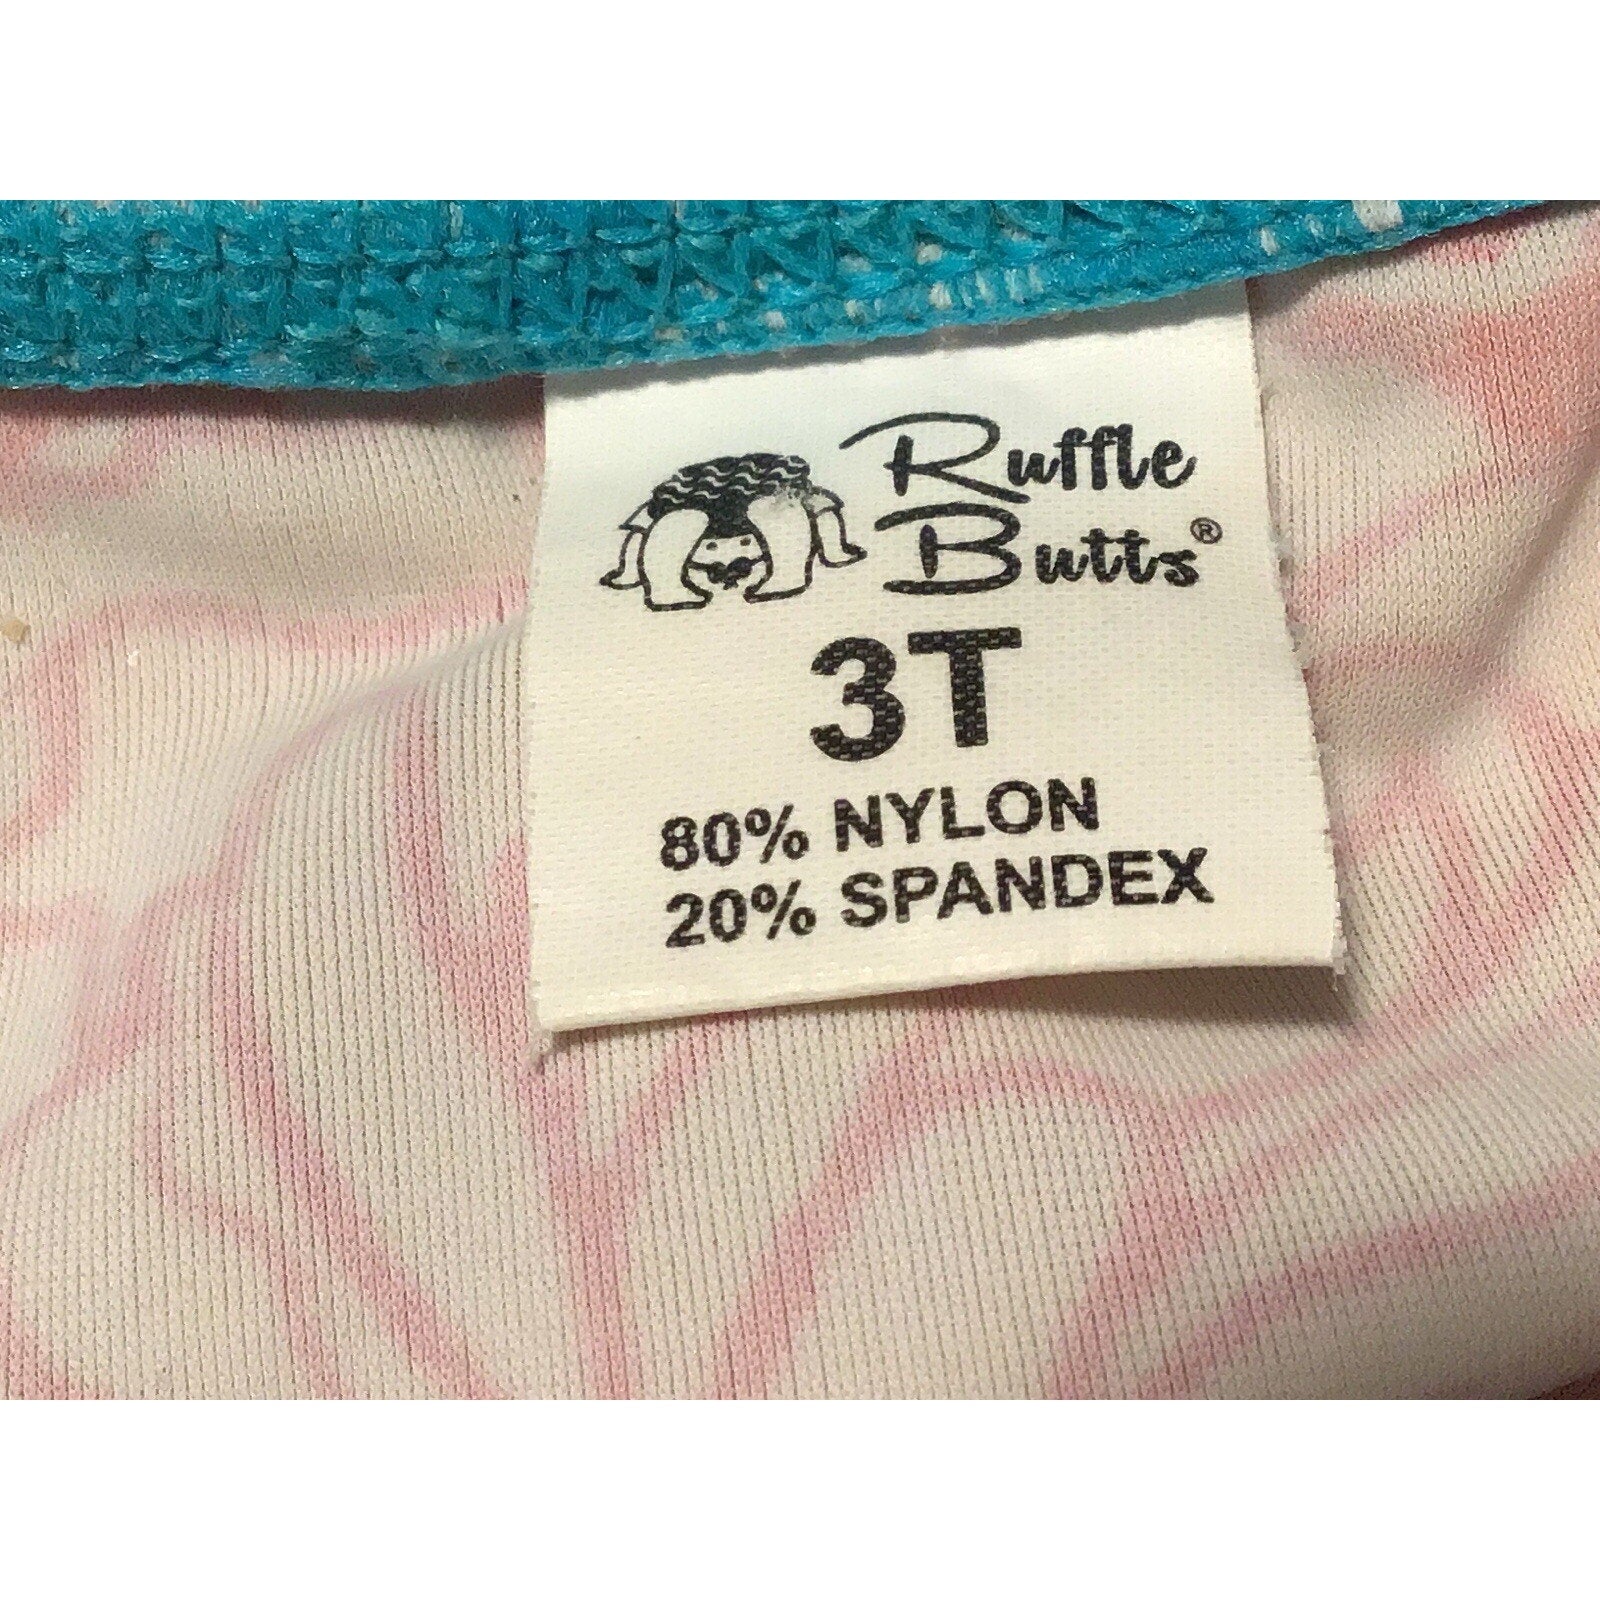 Ruffle
Butts®
3T
80% NYLON
20% SPANDEX